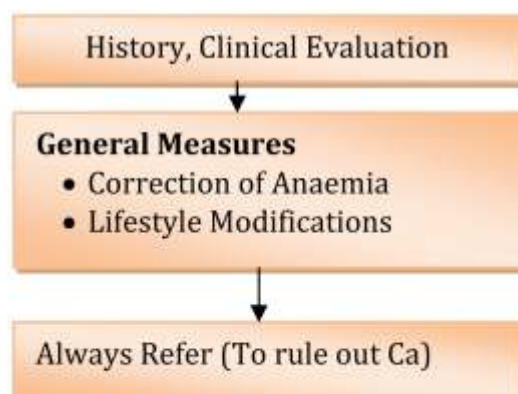 History, Clinical Evaluation
General Measures
• Correction of Anaemia
• Lifestyle Modifications
Always Refer (To rule out Ca)